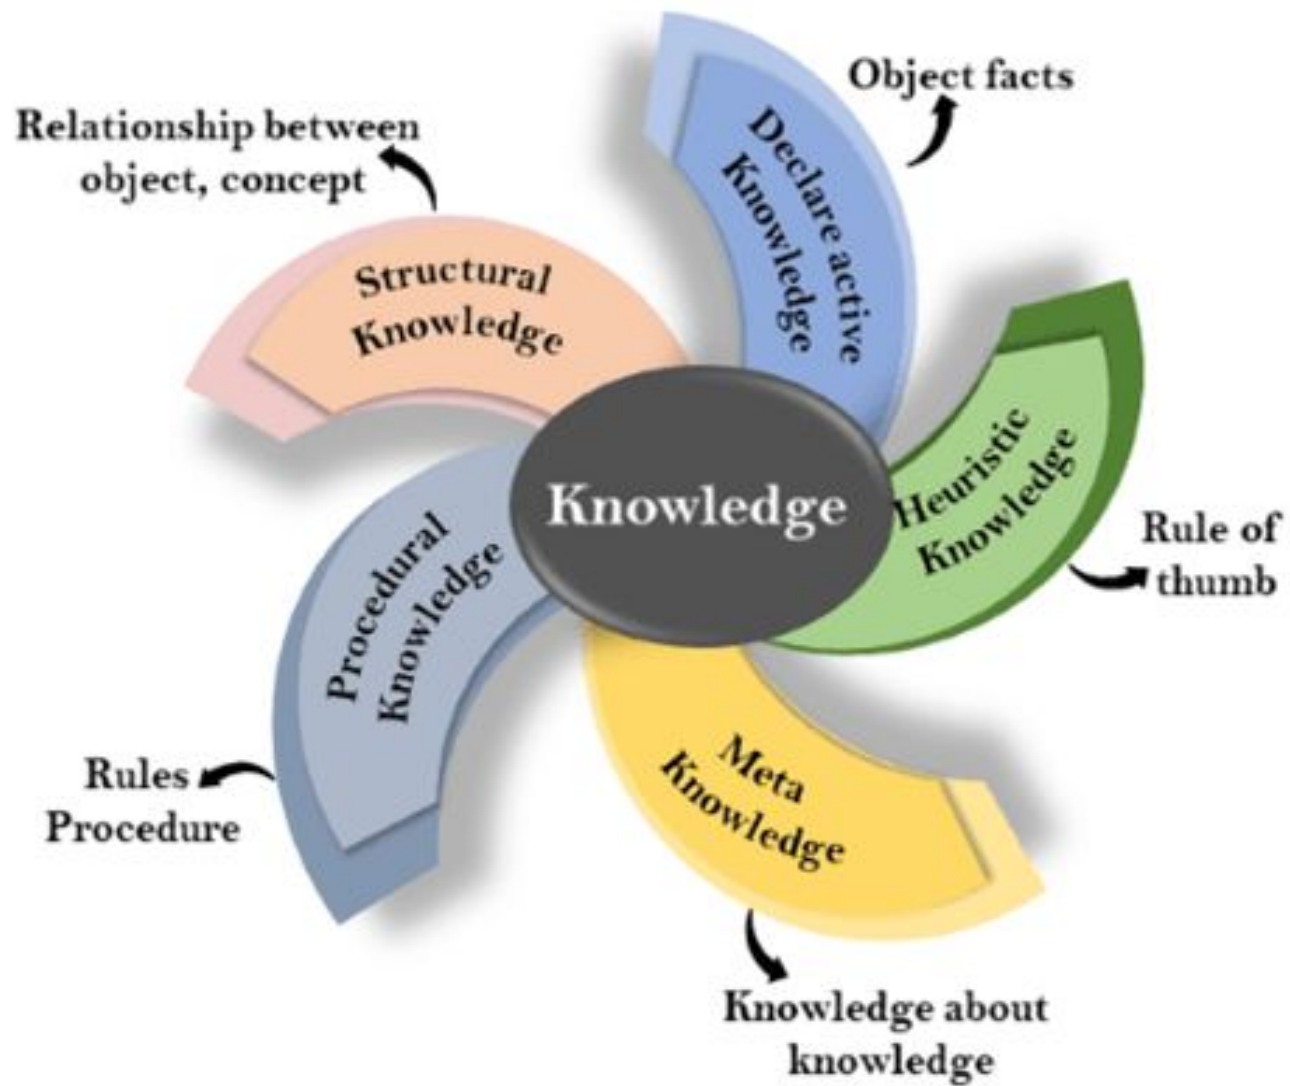 Object facts
Declare active
Knowledge
Relationship between
object, concept
Structural
Knowledge
Heuristic
Knowledge
Knowledge
Rule of
thumb
Procedural
Knowledge
Rules
Procedure
Meta
Knowledge
Knowledge about
knowledge